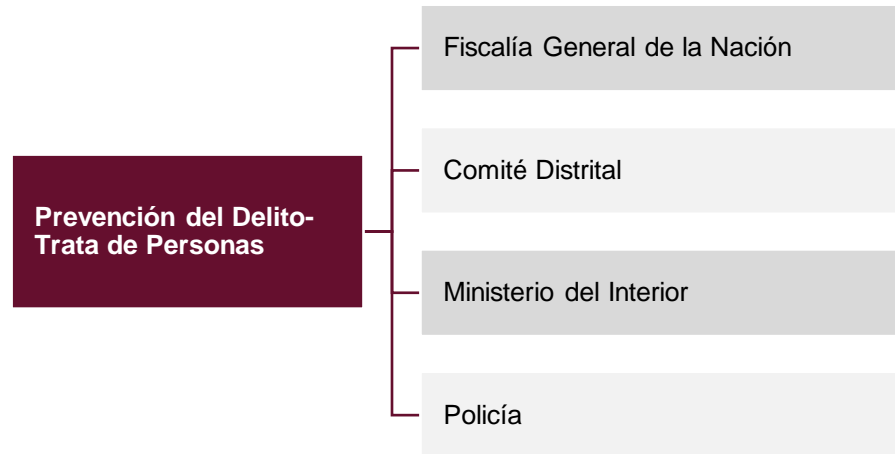 Prevención del Delito-
Trata de Personas
Fiscalía General de la Nación
Comité Distrital
Ministerio del Interior
Policía